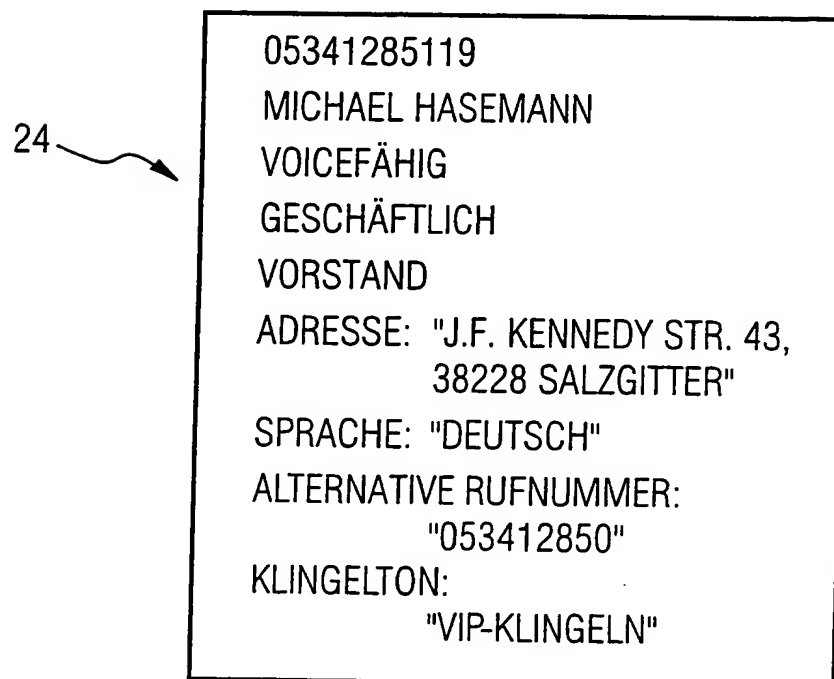 05341285119
MICHAEL HASEMANN
24
VOICEFÄHIG
GESCHÄFTLICH
VORSTAND
ADRESSE: "J.F. KENNEDY STR. 43,
38228 SALZGITTER"
SPRACHE: "DEUTSCH"
ALTERNATIVE RUFNUMMER:
"053412850"
KLINGELTON:
"VIP-KLINGELN"